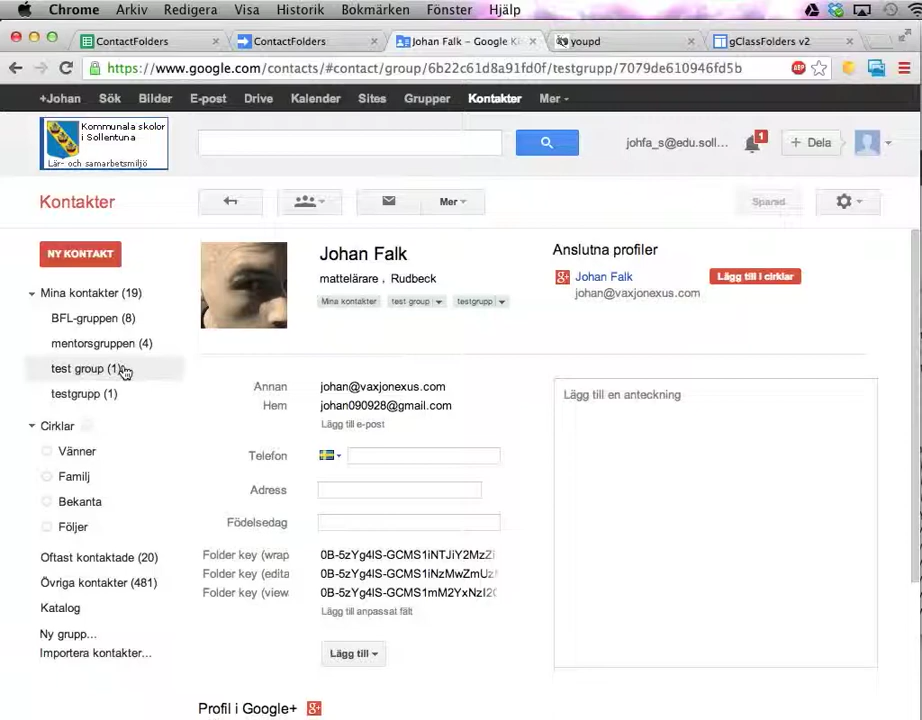 Chrome Arkiv Redigera Visa Historik Bokmärken Fönster Hjälp
ContactFolders ContactFolders Johan Falk – Google youpd gClassFolders v2
https://www.google.com/contacts/#contact/group/6b22c61d8a91fd0f/testgrupp/7079de610946fd5b
+Johan Sök Bilder E-post Drive Kalender Sites Grupper Kontakter Mer
Kommunala skolor
i Sollentuna
Lär- och samarbetsmiljö
johfa_s@edu.soll... 1 + Dela
Kontakter Mer Sparad
NY KONTAKT
Mina kontakter (19)
BFL-gruppen (8)
mentorsgruppen (4)
test group (1)
testgrupp (1)
Cirklar
Vänner
Familj
Bekanta
Följer
Oftast kontaktade (20)
Övriga kontakter (481)
Katalog
Ny grupp...
Importera kontakter...
Johan Falk
mattelärare , Rudbeck
Mina kontakter test group testgrupp
Anslutna profiler
Johan Falk Lägg till i cirklar
johan@vaxjonexus.com
Annan johan@vaxjonexus.com
Hem johan090928@gmail.com
Lägg till e-post
Telefon
Adress
Födelsedag
Folder key (wrap 0B-5zYg4lS-GCMS1iNTJiY2MzZi
Folder key (edita 0B-5zYg4lS-GCMS1iNzMwZmUz
Folder key (view 0B-5zYg4lS-GCMS1mM2YxNzI2
Lägg till anpassat fält
Lägg till
Lägg till en anteckning
Profil i Google+